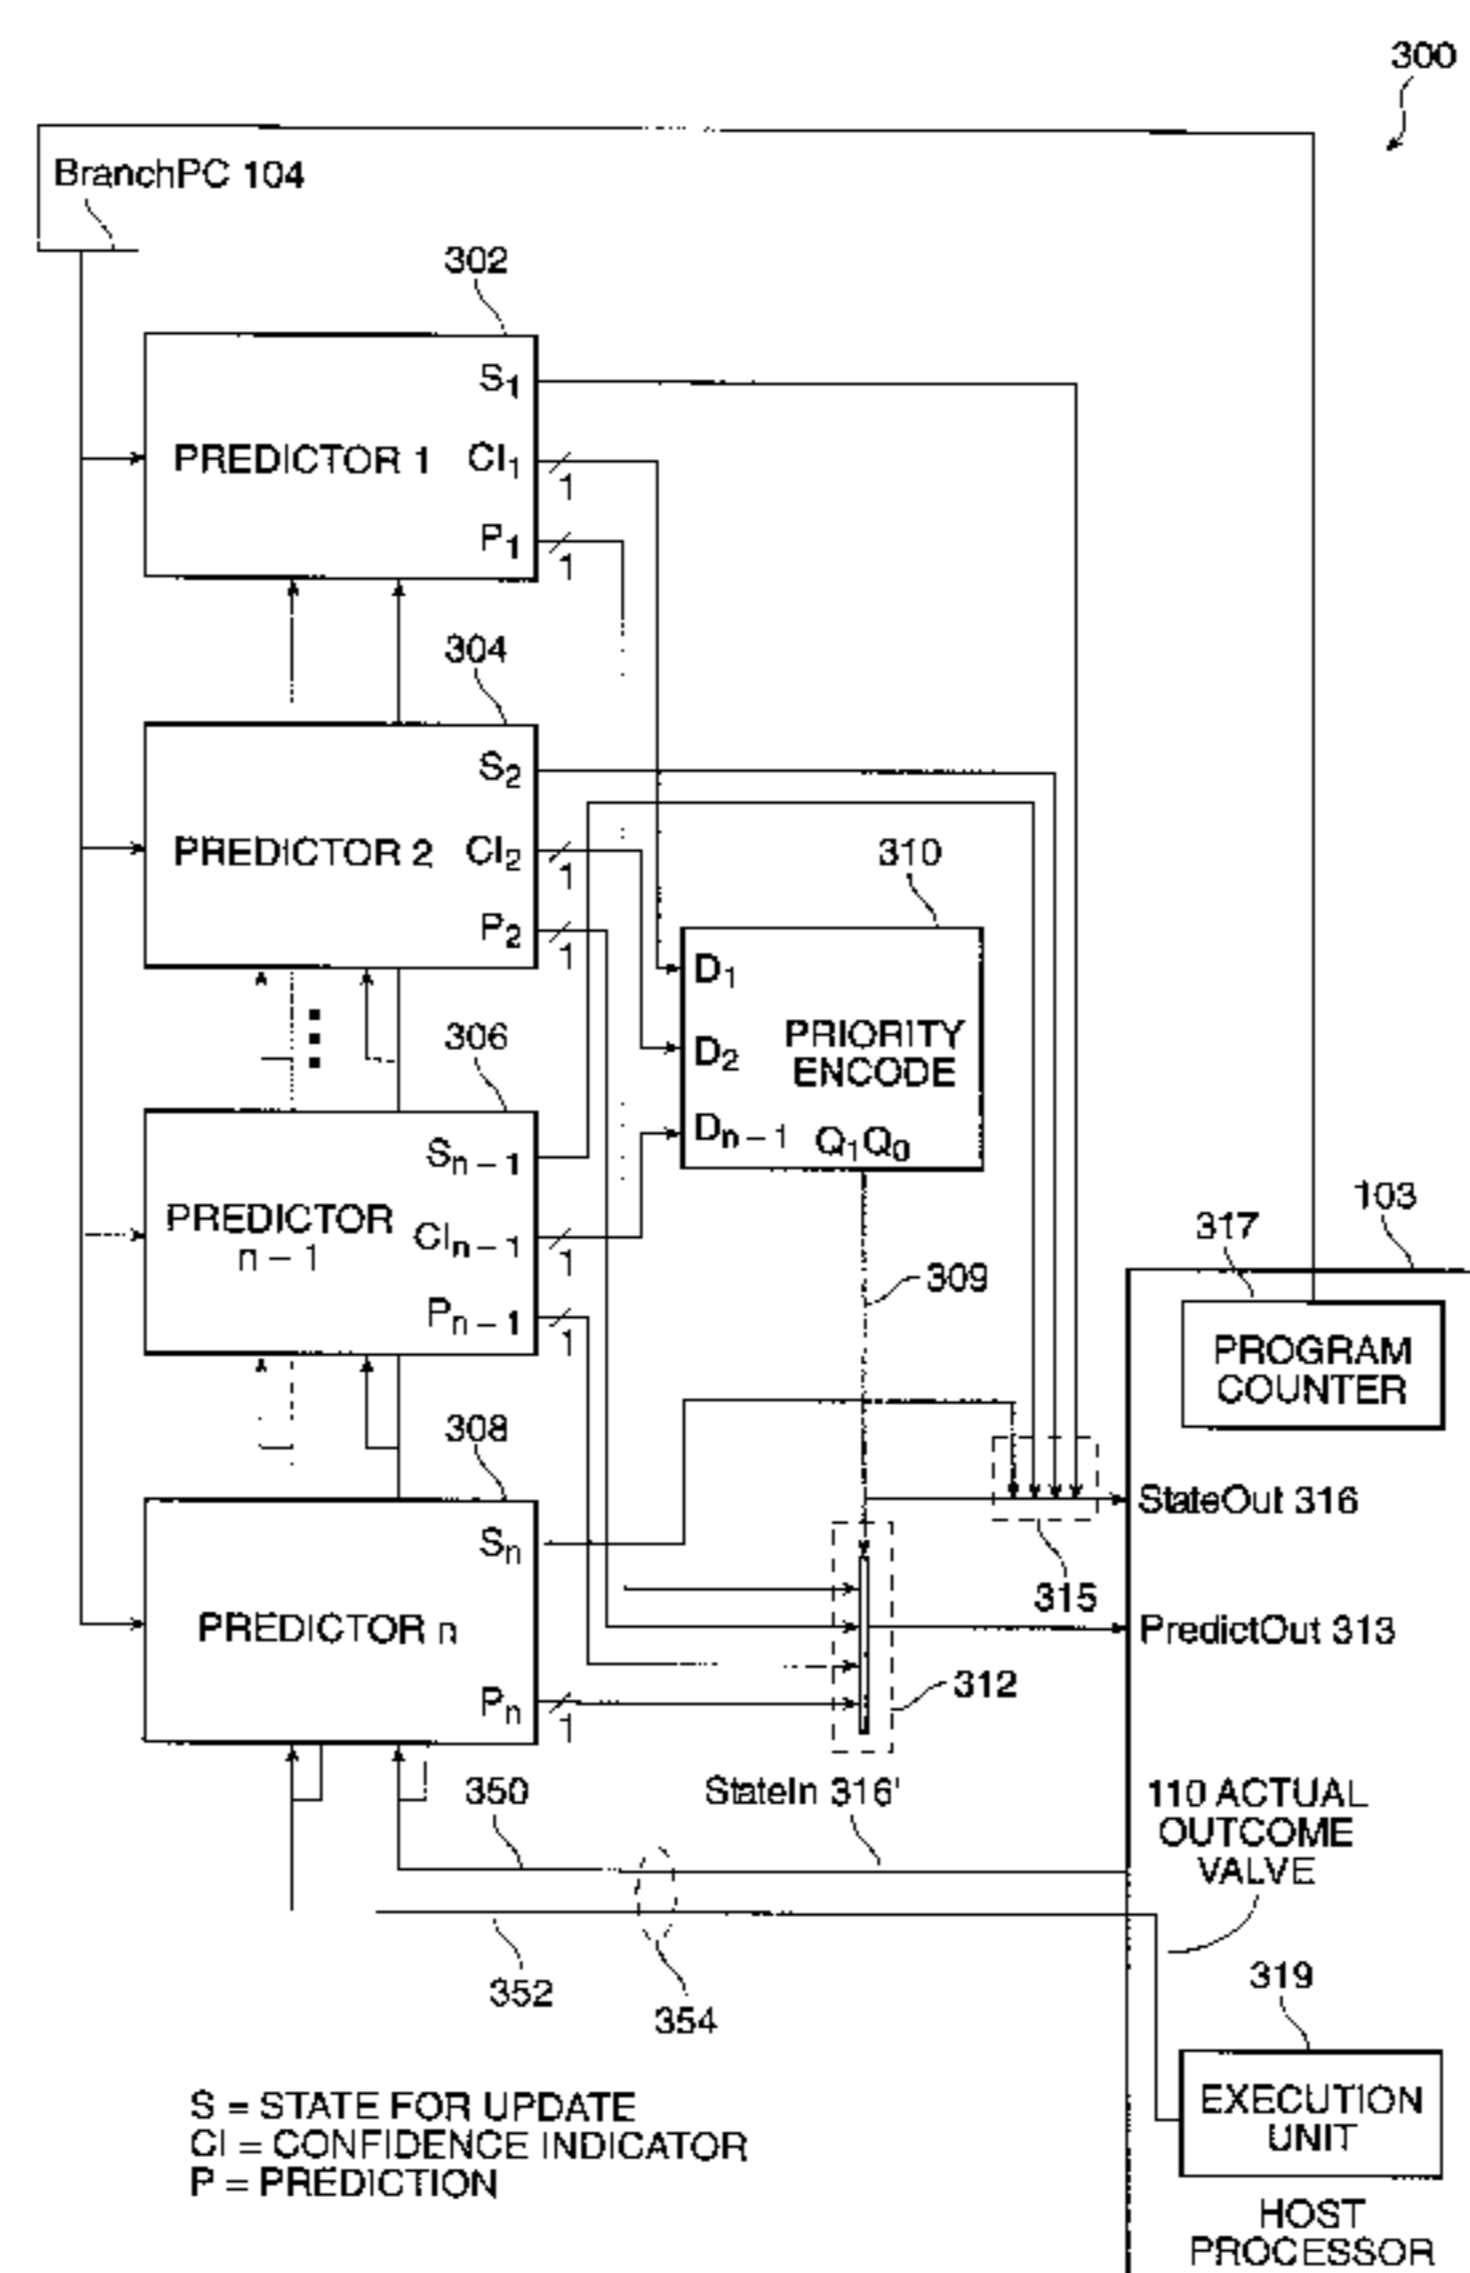 300
BranchPC 104
302
S1
PREDICTOR 1
CI1
1
P1
1
304
S2
PREDICTOR 2
CI2
1
P2
1
310
D1
PRIORITY
ENCODE
D2
Dn-1
Q1Q0
306
Sn-1
PREDICTOR
n-1
CIn-1
1
Pn-1
1
309
103
317
PROGRAM
COUNTER
308
Sn
PREDICTOR n
Pn
1
StateOut 316
315
PredictOut 313
312
350
StateIn 316'
110 ACTUAL
OUTCOME
VALVE
352
354
319
EXECUTION
UNIT
HOST
PROCESSOR
S = STATE FOR UPDATE
CI = CONFIDENCE INDICATOR
P = PREDICTION